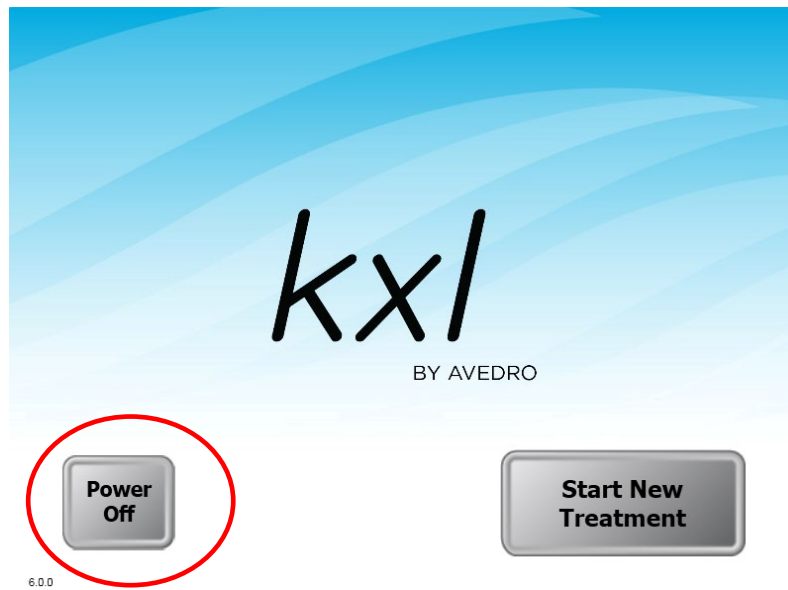 kxl
BY AVEDRO
Power
Off
Start New
Treatment
6.0.0